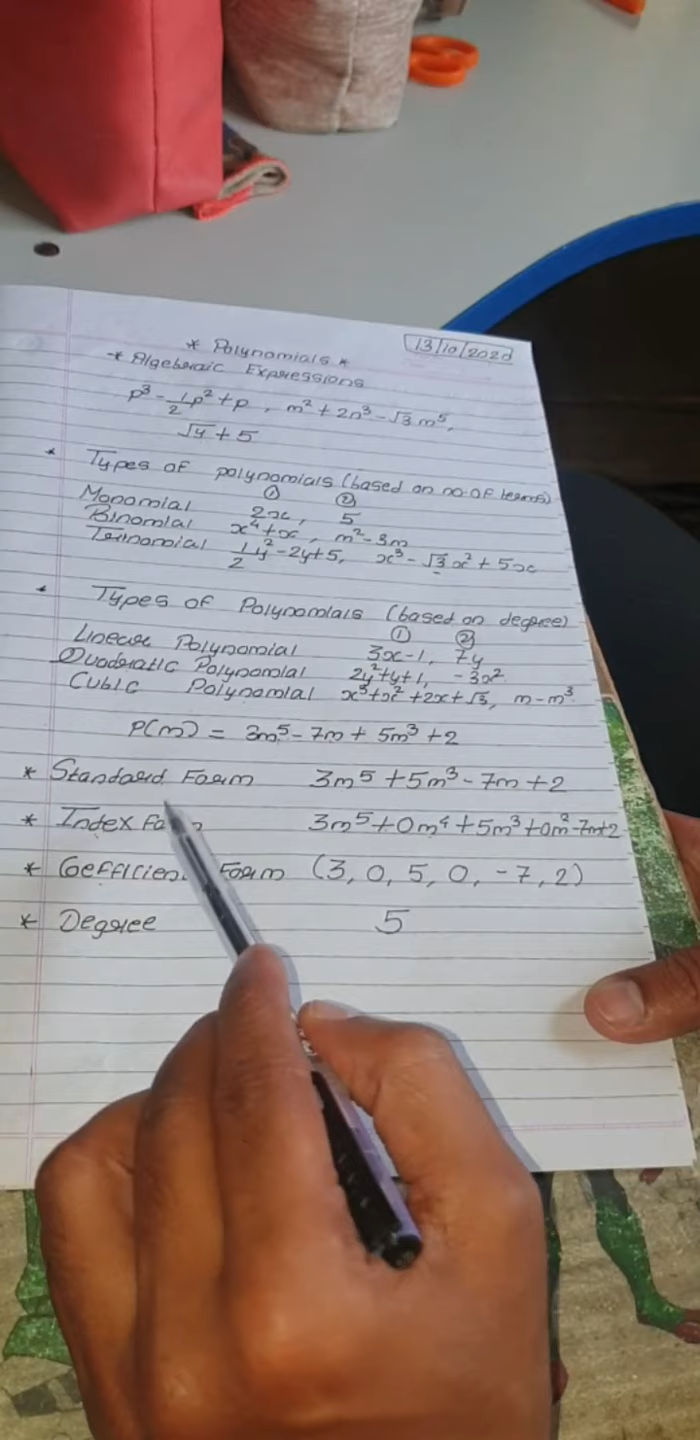 * Polynomials *
13/10/2020
* Algebraic Expressions
p³ - 1/2 p² + p , m² + 2n³ - √3 m⁵,
√4 + 5
* Types of polynomials (based on no. of terms)
① ②
Monomial 2x, 5
Binomial x⁴ + x, m² - 3m
Trinomial 1/2 y² - 2y + 5, x³ - √3 x² + 5x
* Types of Polynomials (based on degree)
① ②
Linear Polynomial 3x - 1, 7y
Quadratic Polynomial 2y² + y + 1, - 3x²
Cubic Polynomial x³ + x² + 2x + √3, m - m³
P(m) = 3m⁵ - 7m + 5m³ + 2
* Standard Form 3m⁵ + 5m³ - 7m + 2
* Index 3m⁵ + 0m⁴ + 5m³ + 0m² - 7m + 2
* Form (3, 0, 5, 0, -7, 2)
* Degree 5